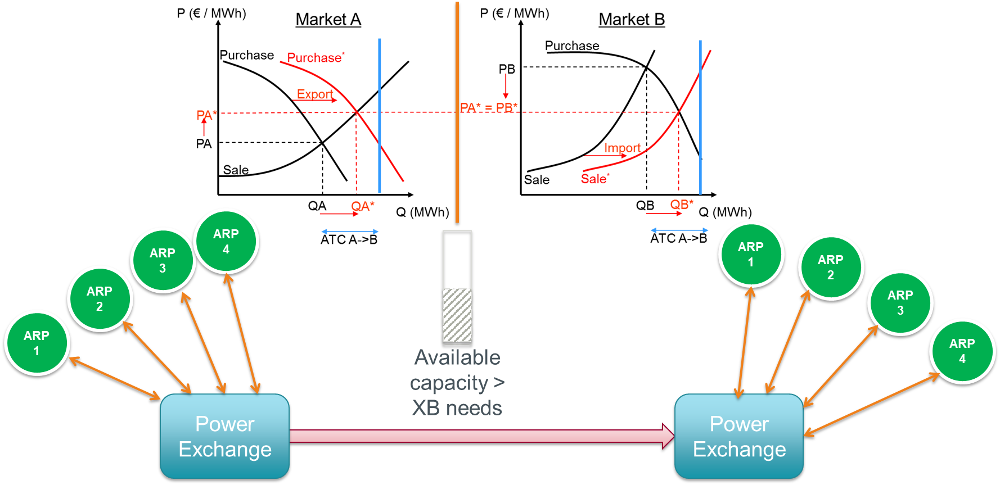 P (€ / MWh)
Market A
Purchase
Purchase*
Export
PA*
PA
Sale
QA
QA*
Q (MWh)
ATC A->B
P (€ / MWh)
Market B
Purchase
PB
PA* = PB*
Import
Sale
Sale*
QB
QB*
Q (MWh)
ATC A->B
ARP
1
ARP
2
ARP
3
ARP
4
Available
capacity >
XB needs
ARP
1
ARP
2
ARP
3
ARP
4
Power
Exchange
Power
Exchange